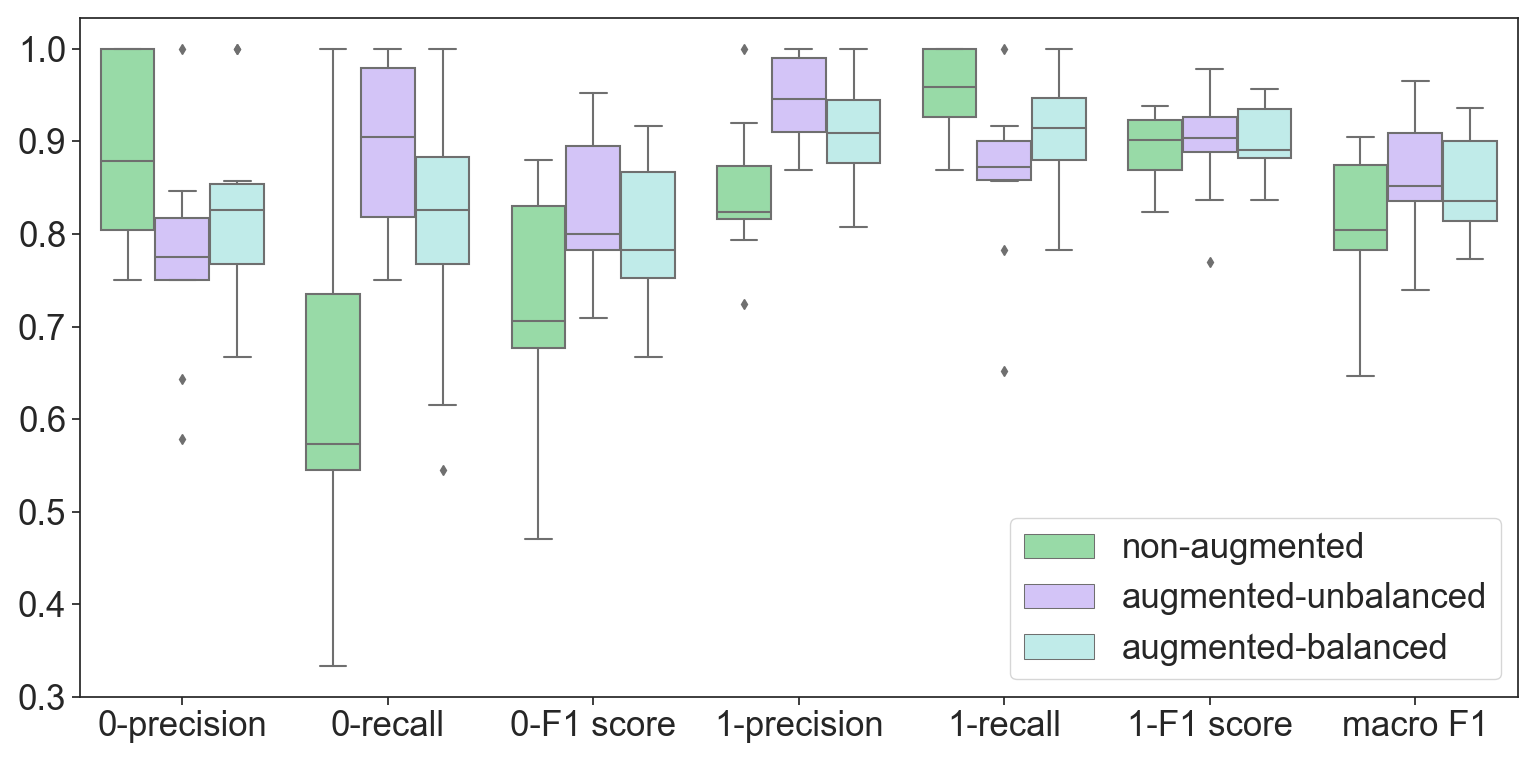 1.0
0.9
0.8
0.7
0.6
0.5
0.4
0.3
0-precision 0-recall 0-F1 score 1-precision 1-recall 1-F1 score macro F1
non-augmented
augmented-unbalanced
augmented-balanced